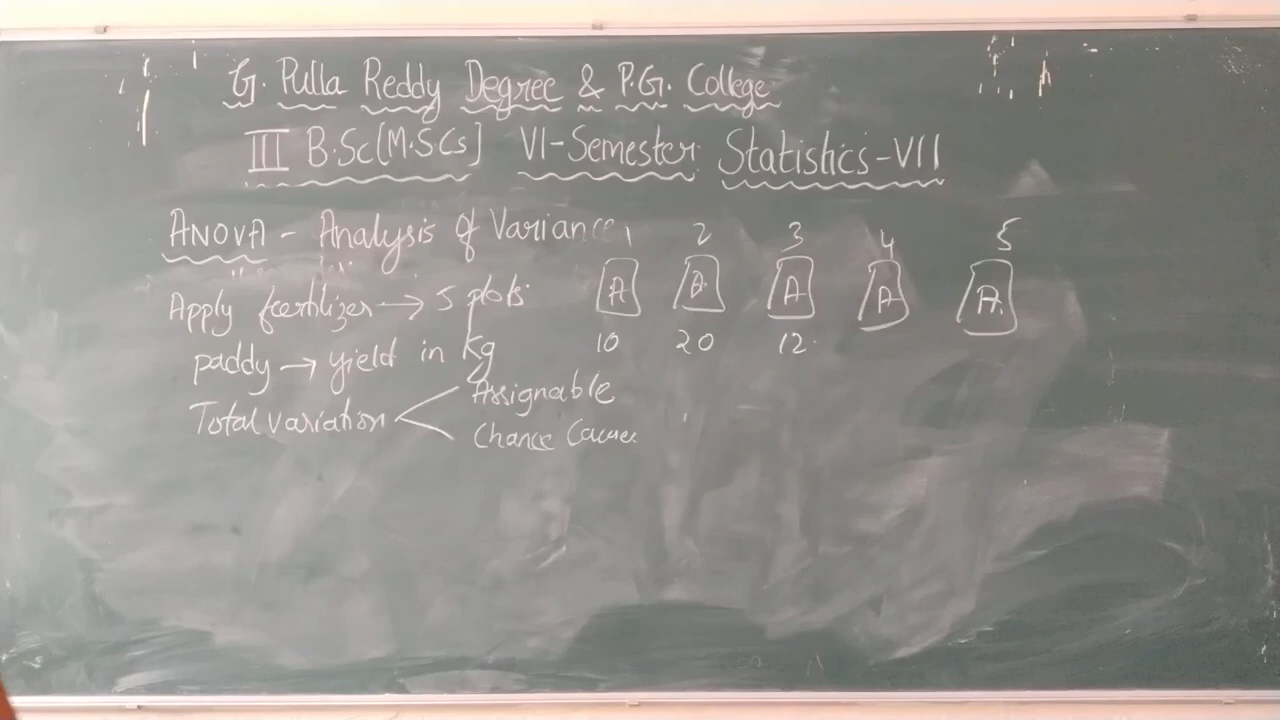 G. Pulla Reddy Degree & P.G. College
III B.Sc[M.SCs] VI-Semester Statistics-VII
ANOVA - Analysis of Variance
1 2 3 4 5
Apply fertilizer → 5 plots
A A A A A
paddy → yield in kg
10 20 12
Total variation
Assignable
Chance Causes